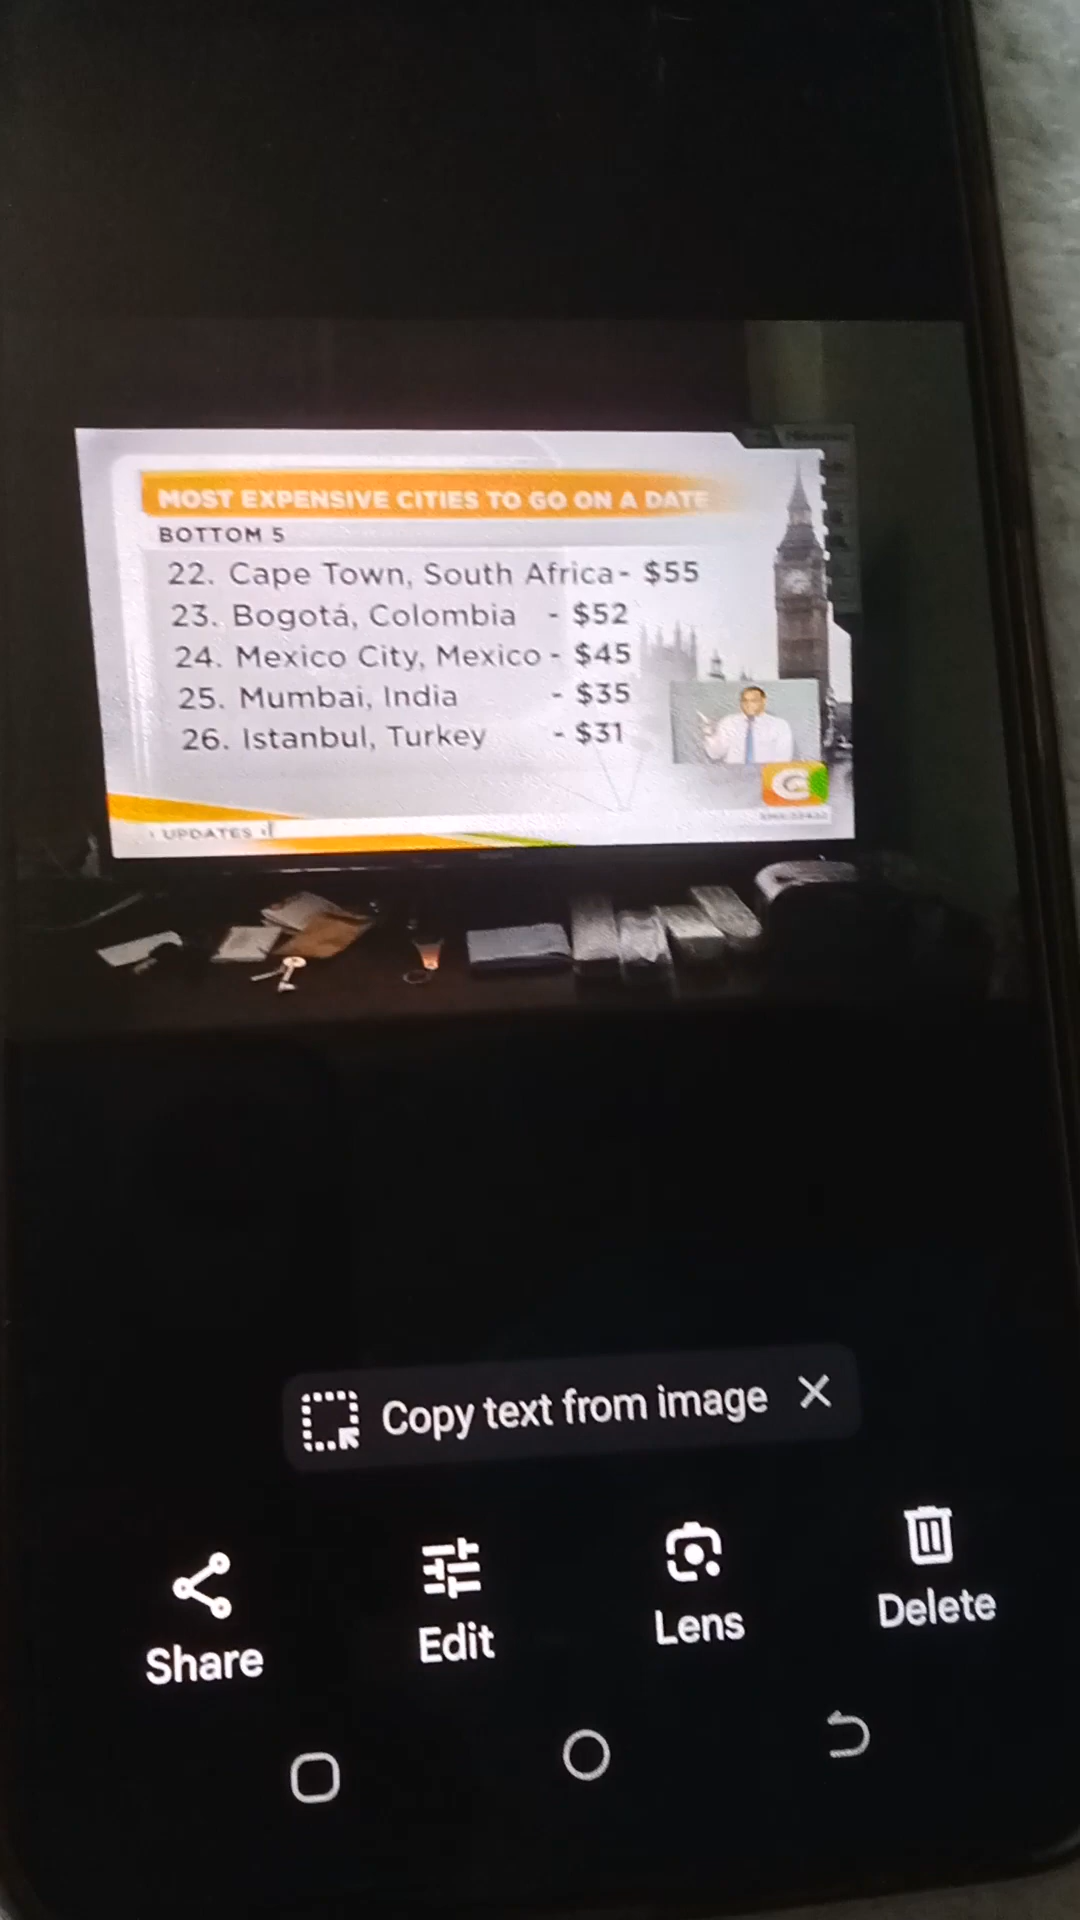 MOST EXPENSIVE CITIES TO GO ON A DATE
BOTTOM 5
22. Cape Town, South Africa - $55
23. Bogotá, Colombia - $52
24. Mexico City, Mexico - $45
25. Mumbai, India - $35
26. Istanbul, Turkey - $31
UPDATES
Copy text from image
Share
Edit
Lens
Delete